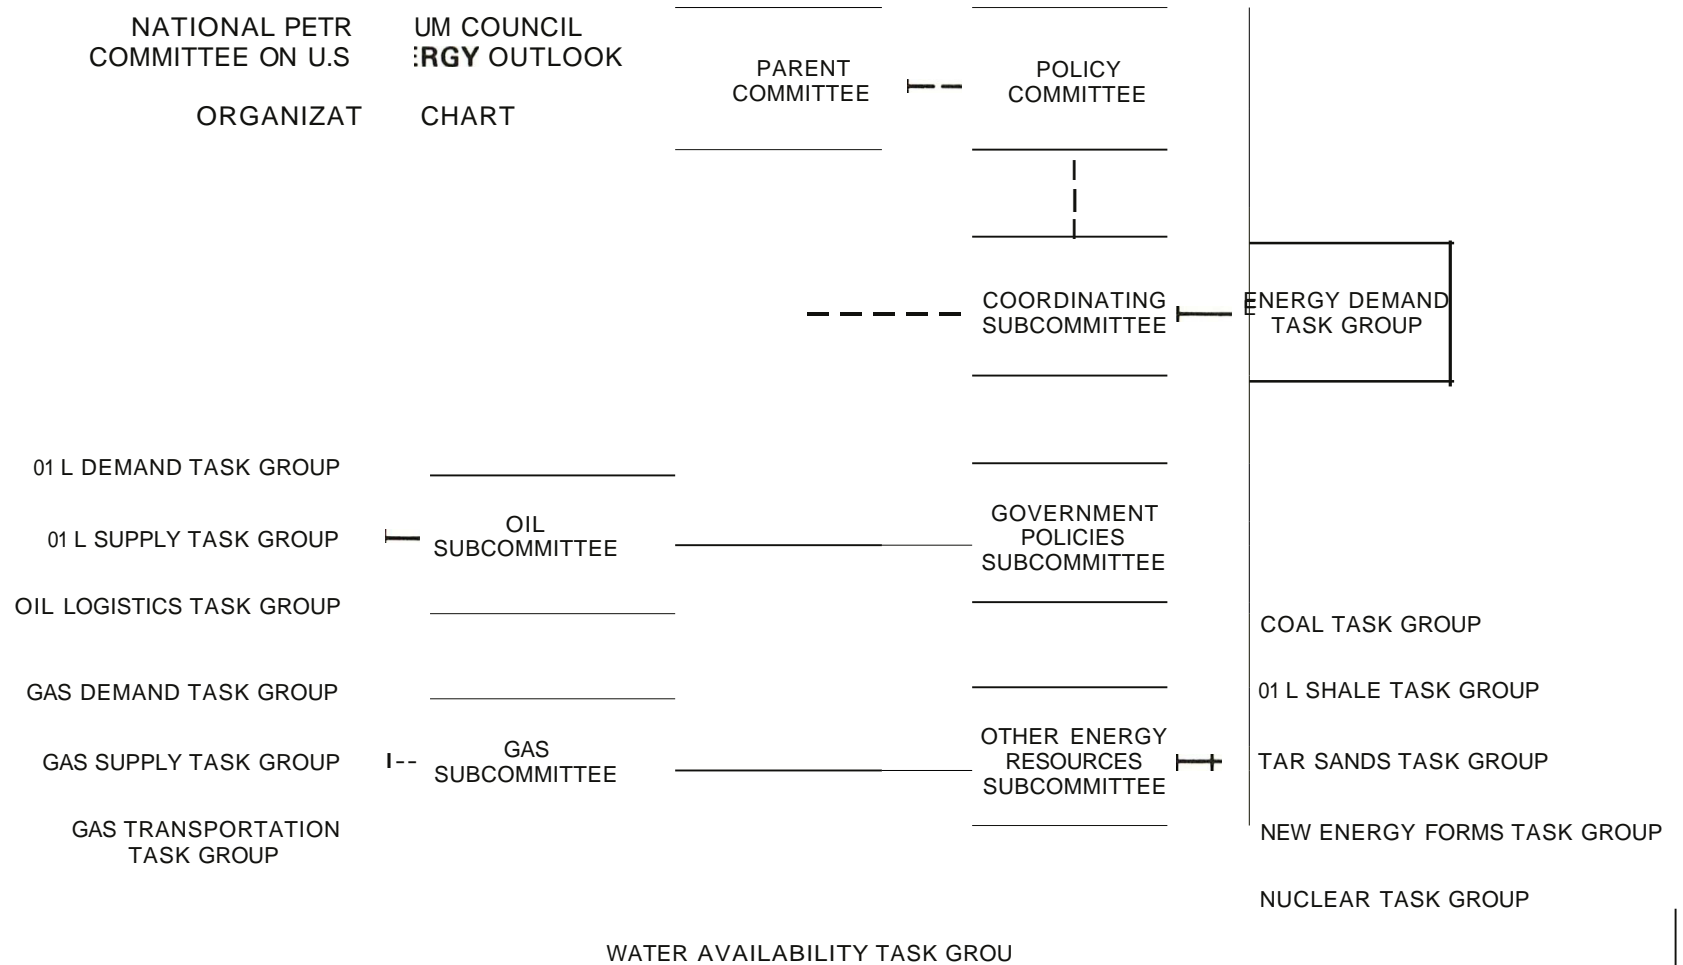 NATIONAL PETR UM COUNCIL
COMMITTEE ON U.S ERGY OUTLOOK
ORGANIZAT CHART
PARENT
COMMITTEE
POLICY
COMMITTEE
COORDINATING
SUBCOMMITTEE
ENERGY DEMAND
TASK GROUP
01 L DEMAND TASK GROUP
01 L SUPPLY TASK GROUP
OIL LOGISTICS TASK GROUP
OIL
SUBCOMMITTEE
GOVERNMENT
POLICIES
SUBCOMMITTEE
GAS DEMAND TASK GROUP
GAS SUPPLY TASK GROUP
GAS TRANSPORTATION
TASK GROUP
GAS
SUBCOMMITTEE
OTHER ENERGY
RESOURCES
SUBCOMMITTEE
COAL TASK GROUP
01 L SHALE TASK GROUP
TAR SANDS TASK GROUP
NEW ENERGY FORMS TASK GROUP
NUCLEAR TASK GROUP
WATER AVAILABILITY TASK GROU